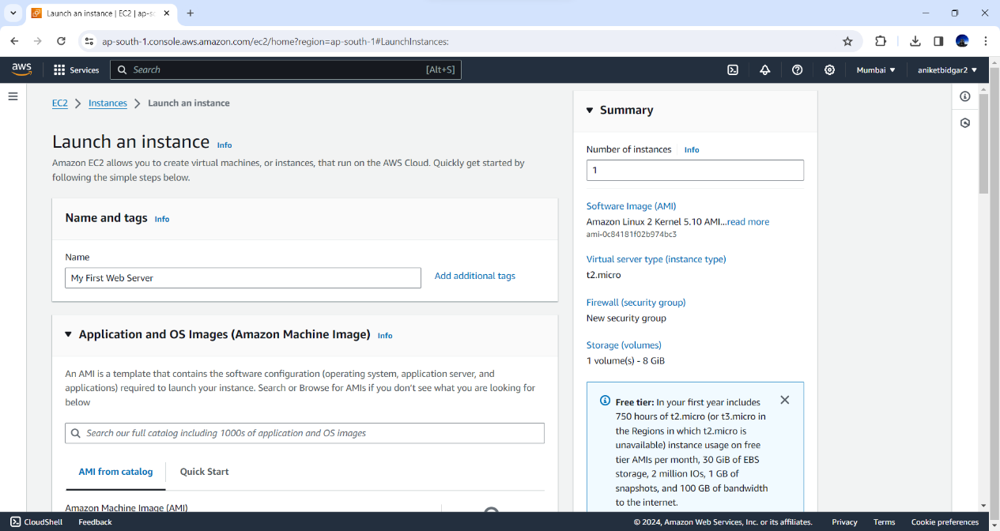 Launch an instance | EC2 | ap-sc
ap-south-1.console.aws.amazon.com/ec2/home?region=ap-south-1#LaunchInstances:
aws
Services
Search
[Alt+S]
Mumbai
aniketbidgar2
EC2
Instances
Launch an instance
Launch an instance Info
Amazon EC2 allows you to create virtual machines, or instances, that run on the AWS Cloud. Quickly get started by
following the simple steps below.
Name and tags Info
Name
My First Web Server
Add additional tags
Application and OS Images (Amazon Machine Image) Info
An AMI is a template that contains the software configuration (operating system, application server, and
applications) required to launch your instance. Search or Browse for AMIs if you don't see what you are looking for
below
Search our full catalog including 1000s of application and OS images
AMI from catalog
Quick Start
Amazon Machine Image (AMI)
Summary
Number of instances Info
1
Software Image (AMI)
Amazon Linux 2 Kernel 5.10 AMI...read more
ami-0c84181f02b974bc3
Virtual server type (instance type)
t2.micro
Firewall (security group)
New security group
Storage (volumes)
1 volume(s) - 8 GiB
Free tier: In your first year includes
750 hours of t2.micro (or t3.micro in
the Regions in which t2.micro is
unavailable) instance usage on free
tier AMIs per month, 30 GiB of EBS
storage, 2 million IOs, 1 GB of
snapshots, and 100 GB of bandwidth
to the internet.
CloudShell
Feedback
© 2024, Amazon Web Services, Inc. or its affiliates.
Privacy
Terms
Cookie preferences